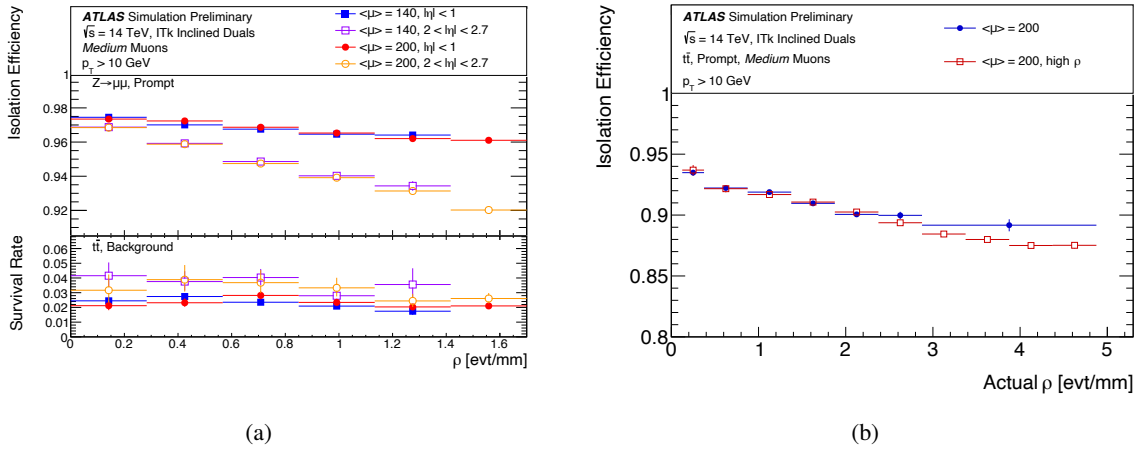 ATLAS Simulation Preliminary
√s = 14 TeV, ITk Inclined Duals
Medium Muons
p_T > 10 GeV
<μ> = 140, |η| < 1
<μ> = 140, 2 < |η| < 2.7
<μ> = 200, |η| < 1
<μ> = 200, 2 < |η| < 2.7
Isolation Efficiency
Z→μμ, Prompt
1
0.98
0.96
0.94
0.92
Survival Rate
tt̄, Background
0.06
0.05
0.04
0.03
0.02
0.01
0
0.2 0.4 0.6 0.8 1 1.2 1.4 1.6
ρ [evt/mm]
(a)
ATLAS Simulation Preliminary
√s = 14 TeV, ITk Inclined Duals
tt̄, Prompt, Medium Muons
p_T > 10 GeV
<μ> = 200
<μ> = 200, high ρ
Isolation Efficiency
1
0.95
0.9
0.85
0.8
0 1 2 3 4 5
Actual ρ [evt/mm]
(b)